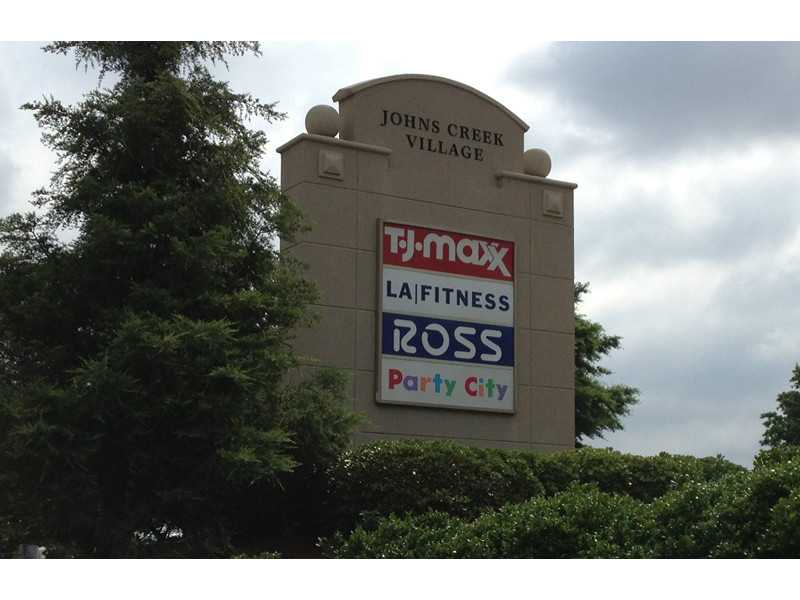 JOHNS CREEK
VILLAGE
T·J·maxx
LA|FITNESS
ROSS
Party City